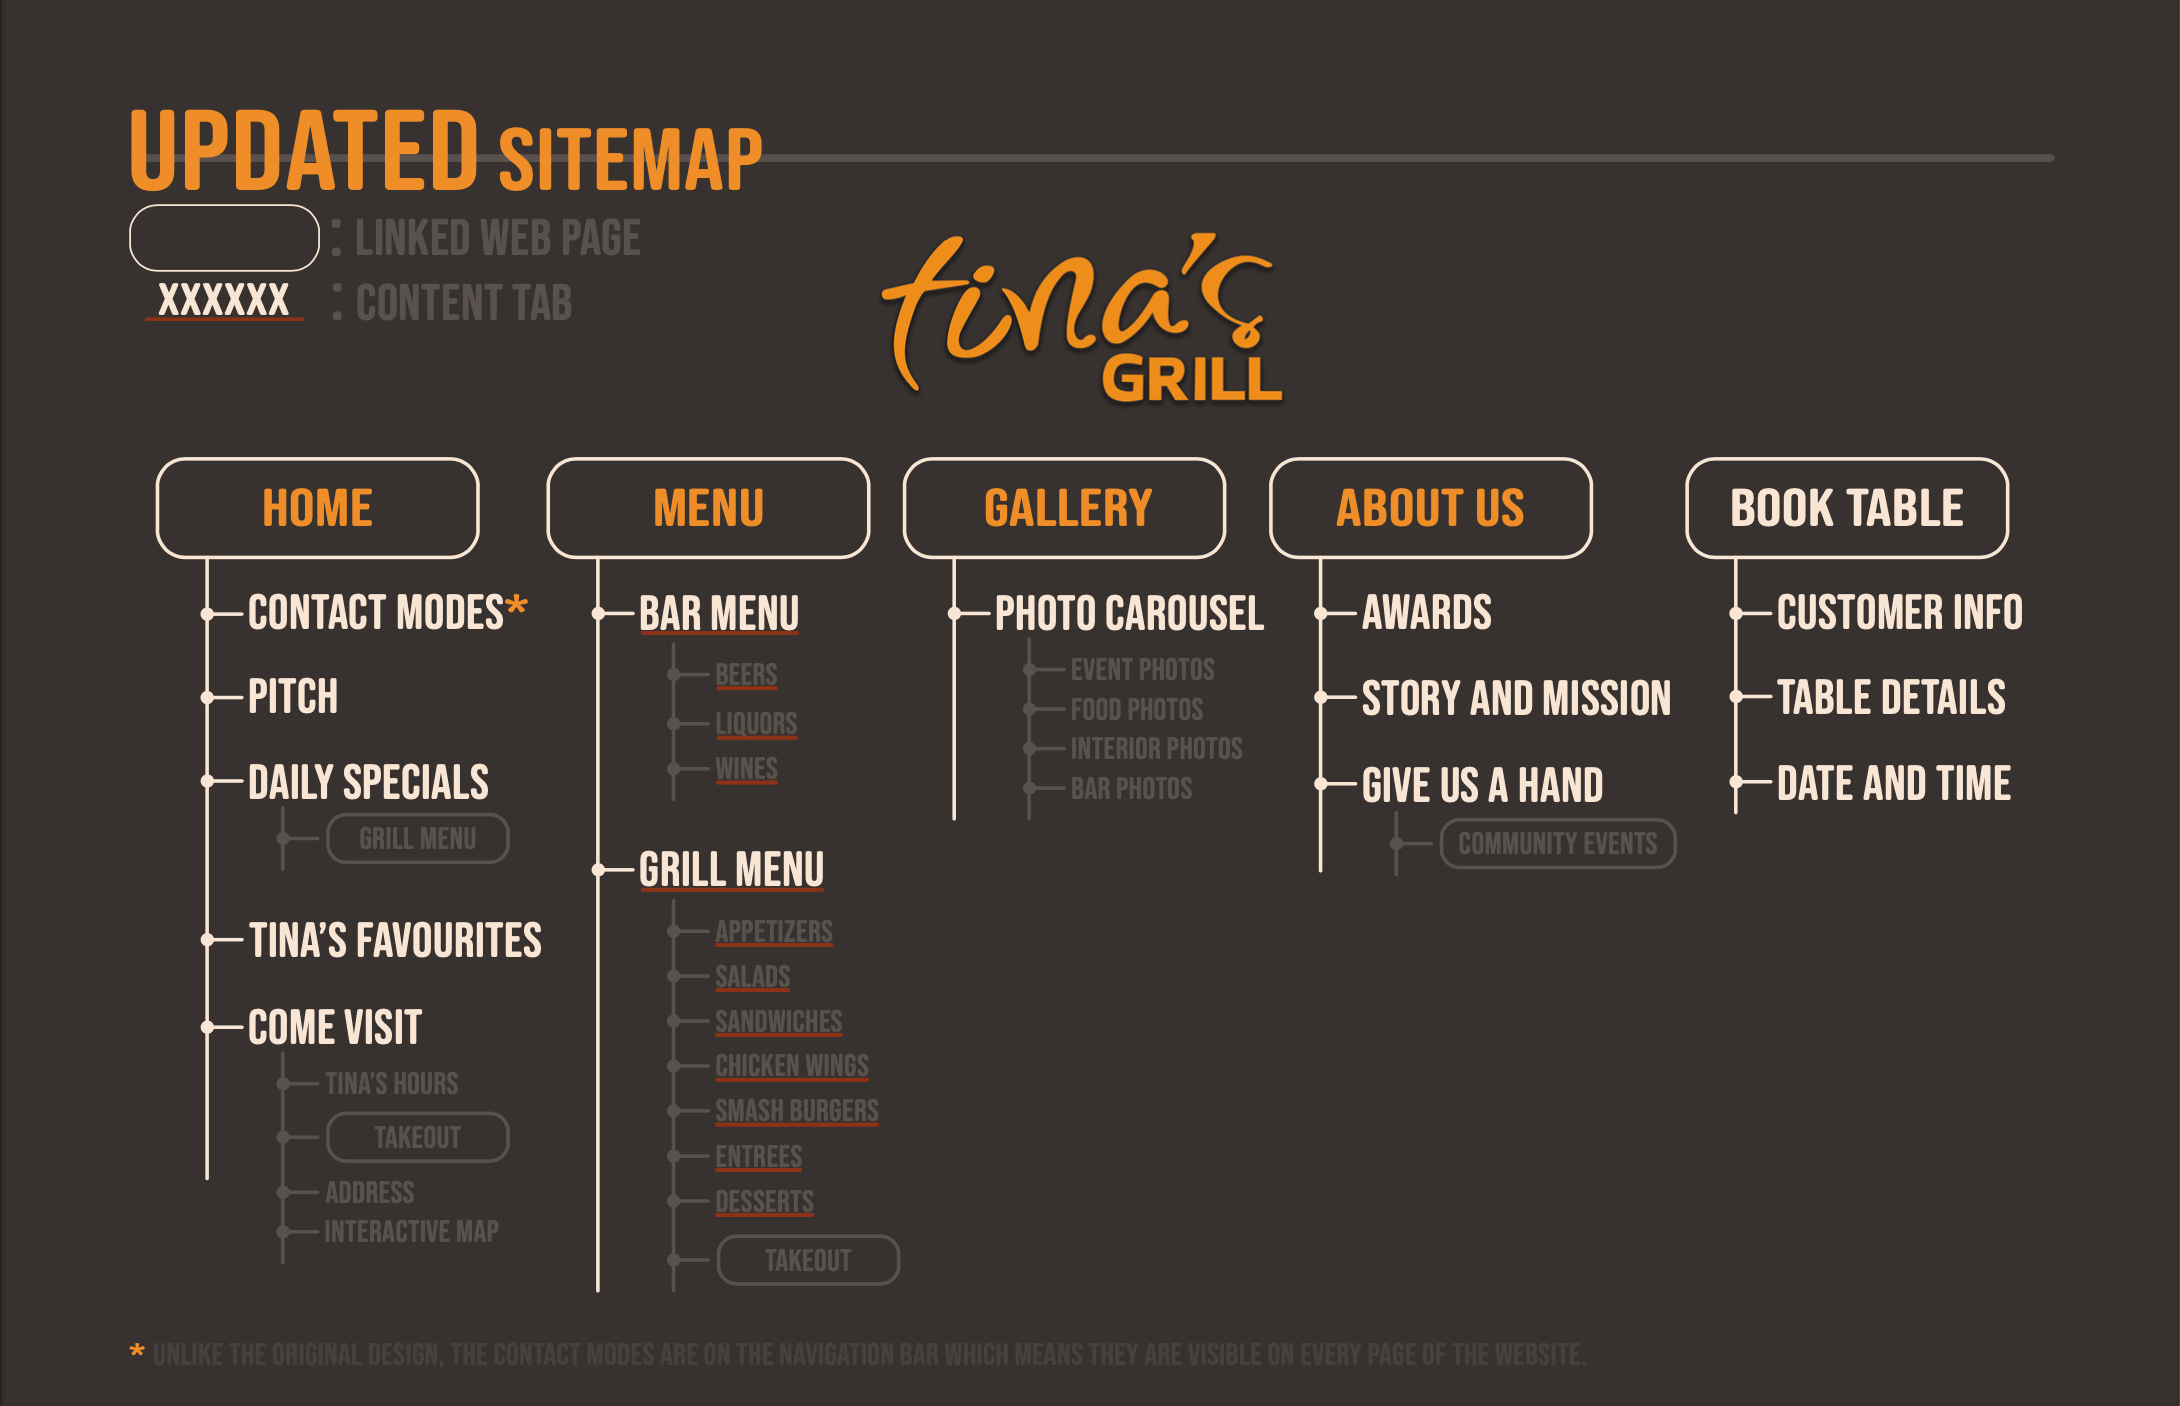 UPDATED SITEMAP
: LINKED WEB PAGE
XXXXXX : CONTENT TAB
tina's
GRILL
HOME
CONTACT MODES*
PITCH
DAILY SPECIALS
GRILL MENU
TINA'S FAVOURITES
COME VISIT
TINA'S HOURS
TAKEOUT
ADDRESS
INTERACTIVE MAP
MENU
BAR MENU
BEERS
LIQUORS
WINES
GRILL MENU
APPETIZERS
SALADS
SANDWICHES
CHICKEN WINGS
SMASH BURGERS
ENTREES
DESSERTS
TAKEOUT
GALLERY
PHOTO CAROUSEL
EVENT PHOTOS
FOOD PHOTOS
INTERIOR PHOTOS
BAR PHOTOS
ABOUT US
AWARDS
STORY AND MISSION
GIVE US A HAND
COMMUNITY EVENTS
BOOK TABLE
CUSTOMER INFO
TABLE DETAILS
DATE AND TIME
* UNLIKE THE ORIGINAL DESIGN, THE CONTACT MODES ARE ON THE NAVIGATION BAR WHICH MEANS THEY ARE VISIBLE ON EVERY PAGE OF THE WEBSITE.